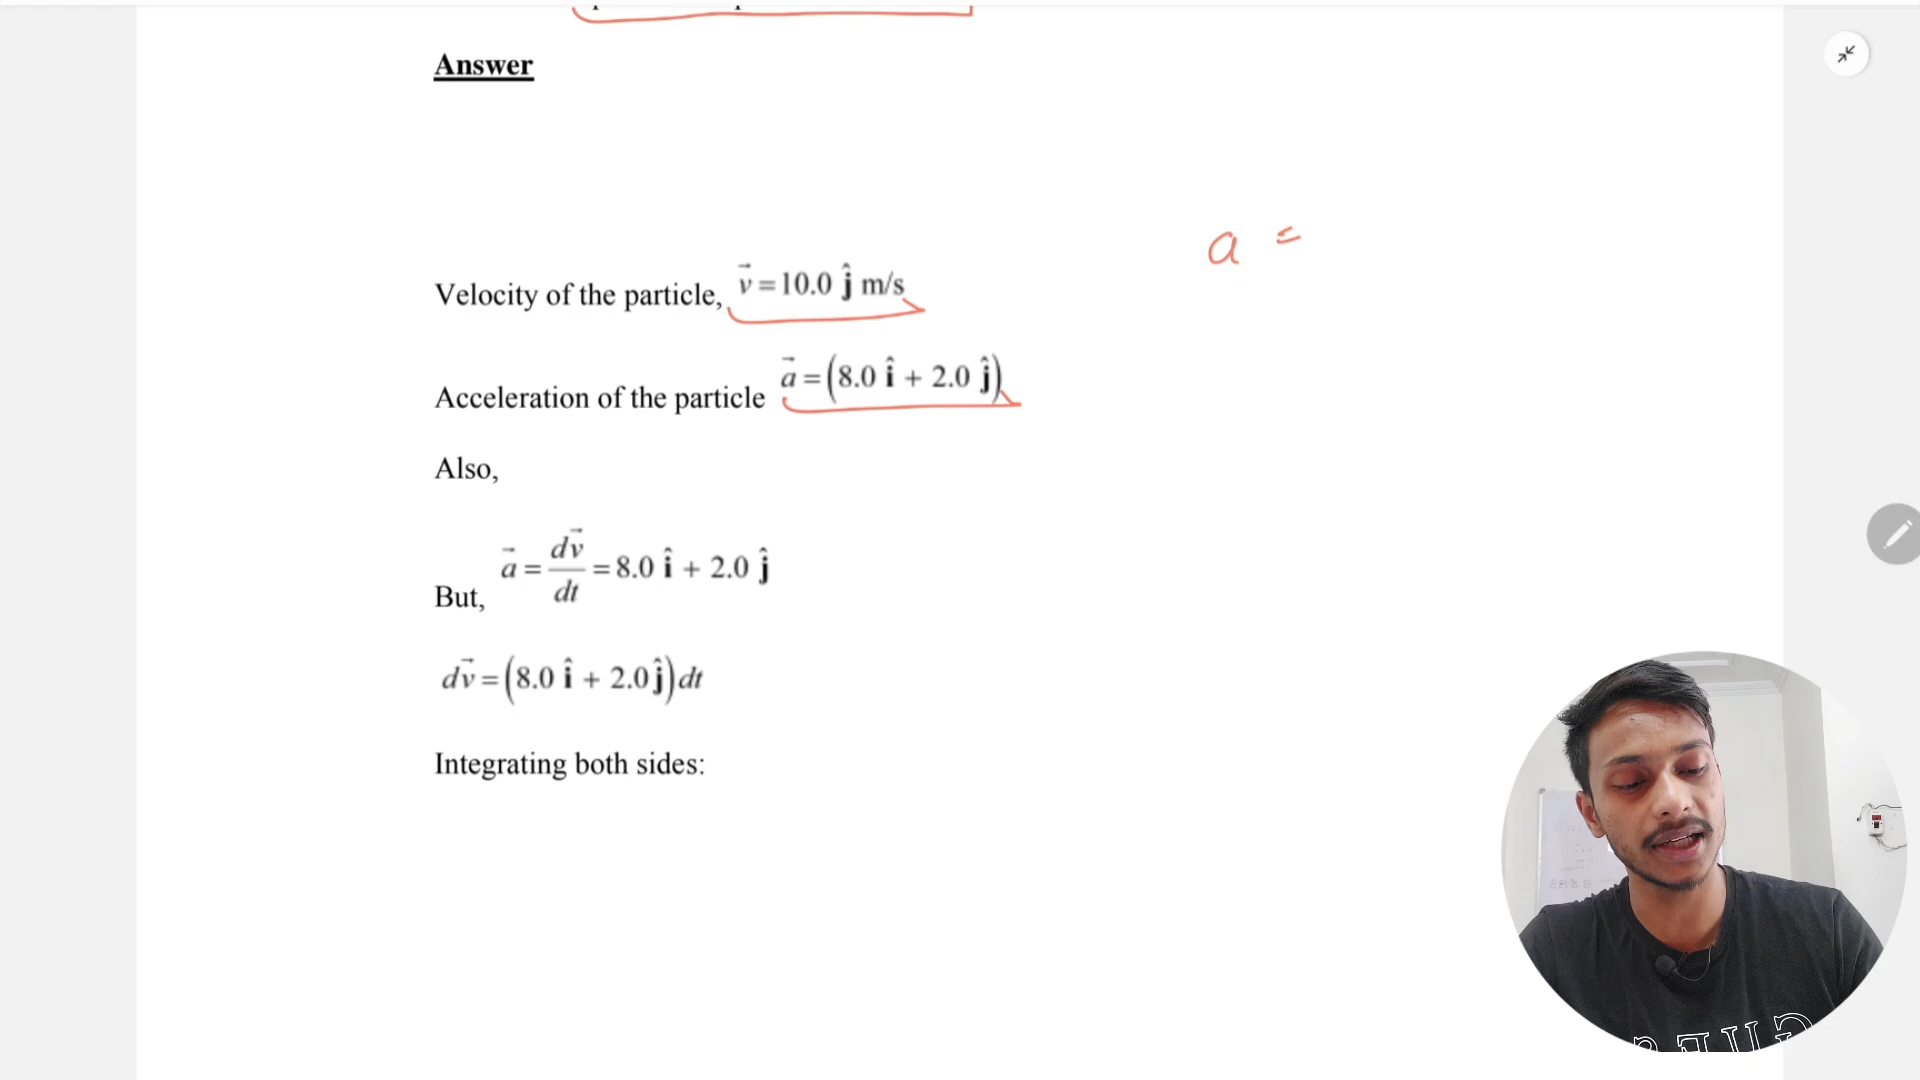 Answer
a =
Velocity of the particle, v⃗ = 10.0 ĵ m/s
Acceleration of the particle a⃗ = (8.0 î + 2.0 ĵ)
Also,
But, a⃗ = dv⃗/dt = 8.0 î + 2.0 ĵ
dv⃗ = (8.0 î + 2.0 ĵ) dt
Integrating both sides: